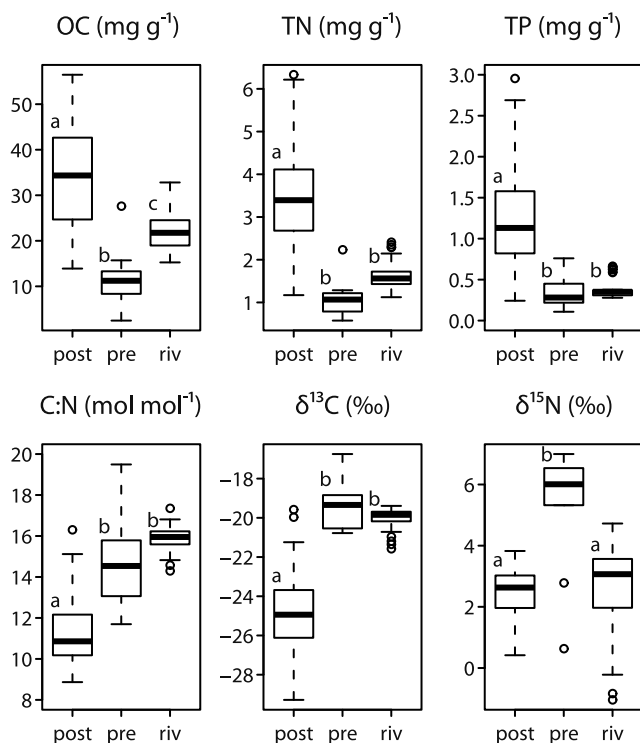 OC (mg g⁻¹) TN (mg g⁻¹) TP (mg g⁻¹)
50
40
30
20
10
a
b
c
post pre riv
6
5
4
3
2
1
a
b
b
post pre riv
3.0
2.5
2.0
1.5
1.0
0.5
0.0
a
b
b
post pre riv
C:N (mol mol⁻¹) δ¹³C (‰) δ¹⁵N (‰)
20
18
16
14
12
10
8
a
b
b
post pre riv
−18
−20
−22
−24
−26
−28
a
b
b
post pre riv
6
4
2
0
a
b
a
post pre riv